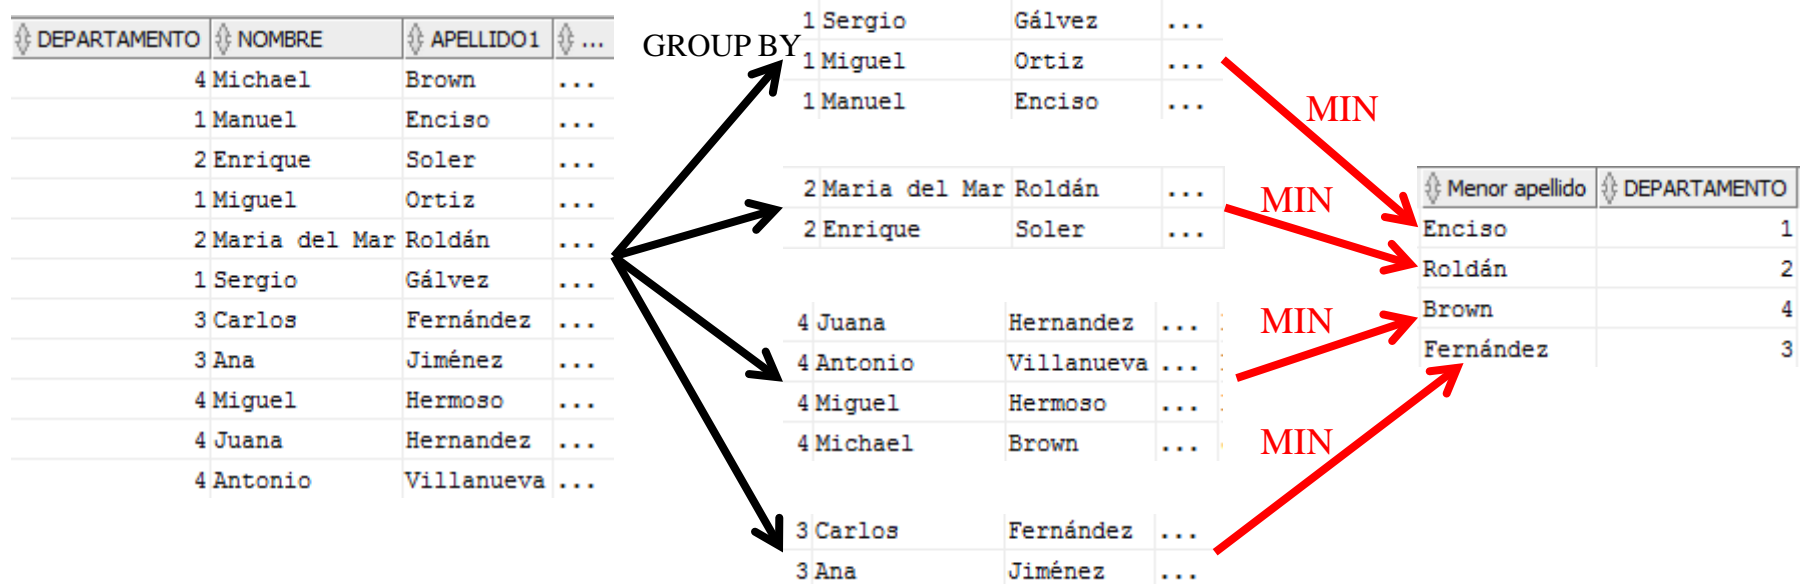 DEPARTAMENTO NOMBRE APELLIDO1 ...
4 Michael Brown ...
1 Manuel Enciso ...
2 Enrique Soler ...
1 Miguel Ortiz ...
2 Maria del Mar Roldán ...
1 Sergio Gálvez ...
3 Carlos Fernández ...
3 Ana Jiménez ...
4 Miguel Hermoso ...
4 Juana Hernandez ...
4 Antonio Villanueva ...
GROUP BY
1 Sergio Gálvez ...
1 Miguel Ortiz ...
1 Manuel Enciso ...
2 Maria del Mar Roldán ...
2 Enrique Soler ...
4 Juana Hernandez ...
4 Antonio Villanueva ...
4 Miguel Hermoso ...
4 Michael Brown ...
3 Carlos Fernández ...
3 Ana Jiménez ...
MIN
MIN
MIN
MIN
Menor apellido DEPARTAMENTO
Enciso 1
Roldán 2
Brown 4
Fernández 3